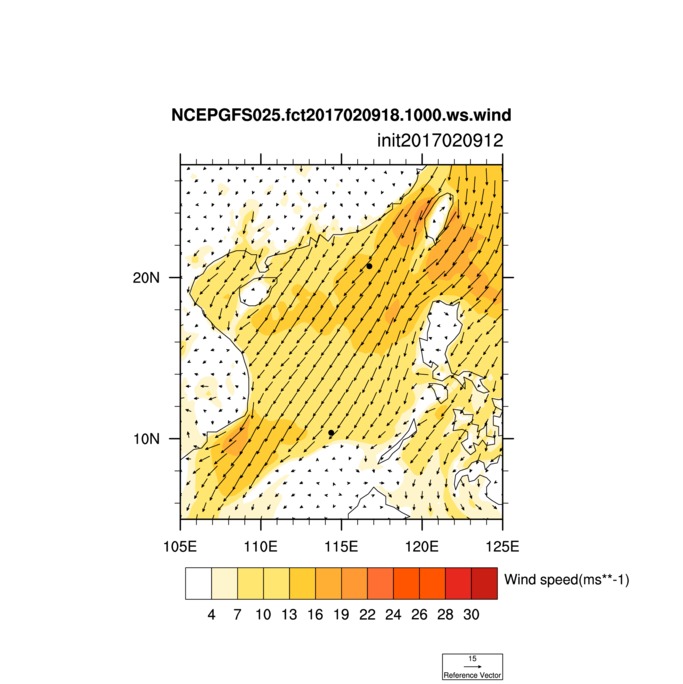 NCEPGFS025.fct2017020918.1000.ws.wind
init2017020912
20N
10N
105E 110E 115E 120E 125E
Wind speed(ms**-1)
4 7 10 13 16 19 22 24 26 28 30
15
Reference Vector